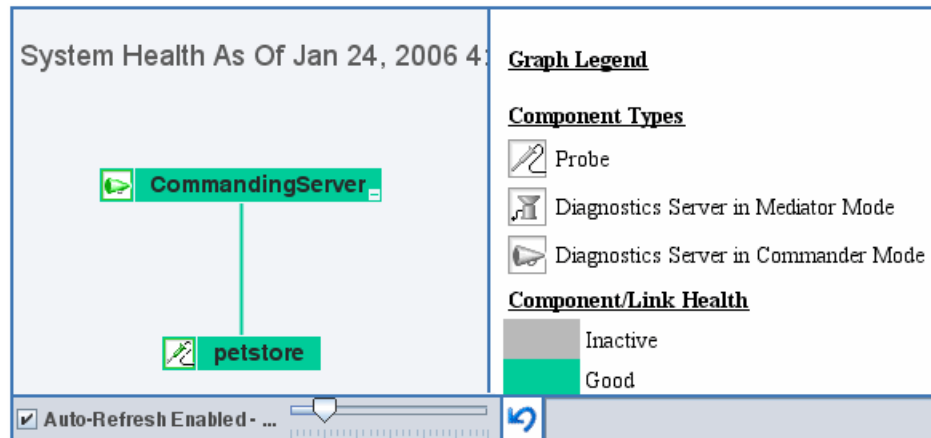 System Health As Of Jan 24, 2006 4:
CommandingServer
petstore
Auto-Refresh Enabled - ...
Graph Legend
Component Types
Probe
Diagnostics Server in Mediator Mode
Diagnostics Server in Commander Mode
Component/Link Health
Inactive
Good